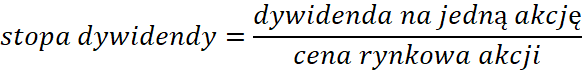 stopa dywidendy = dywidenda na jedną akcję
cena rynkowa akcji